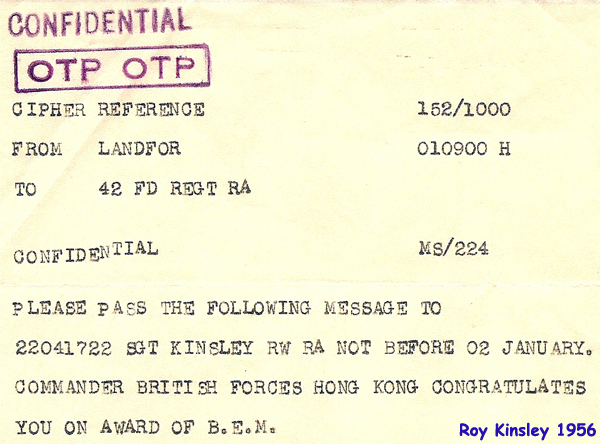 CONFIDENTIAL
OTP OTP
CIPHER REFERENCE 152/1000
FROM LANDFOR 010900 H
TO 42 FD REGT RA
CONFIDENTIAL MS/224
PLEASE PASS THE FOLLOWING MESSAGE TO
22041722 SGT KINSLEY RW RA NOT BEFORE 02 JANUARY.
COMMANDER BRITISH FORCES HONG KONG CONGRATULATES
YOU ON AWARD OF B.E.M.
Roy Kinsley 1956